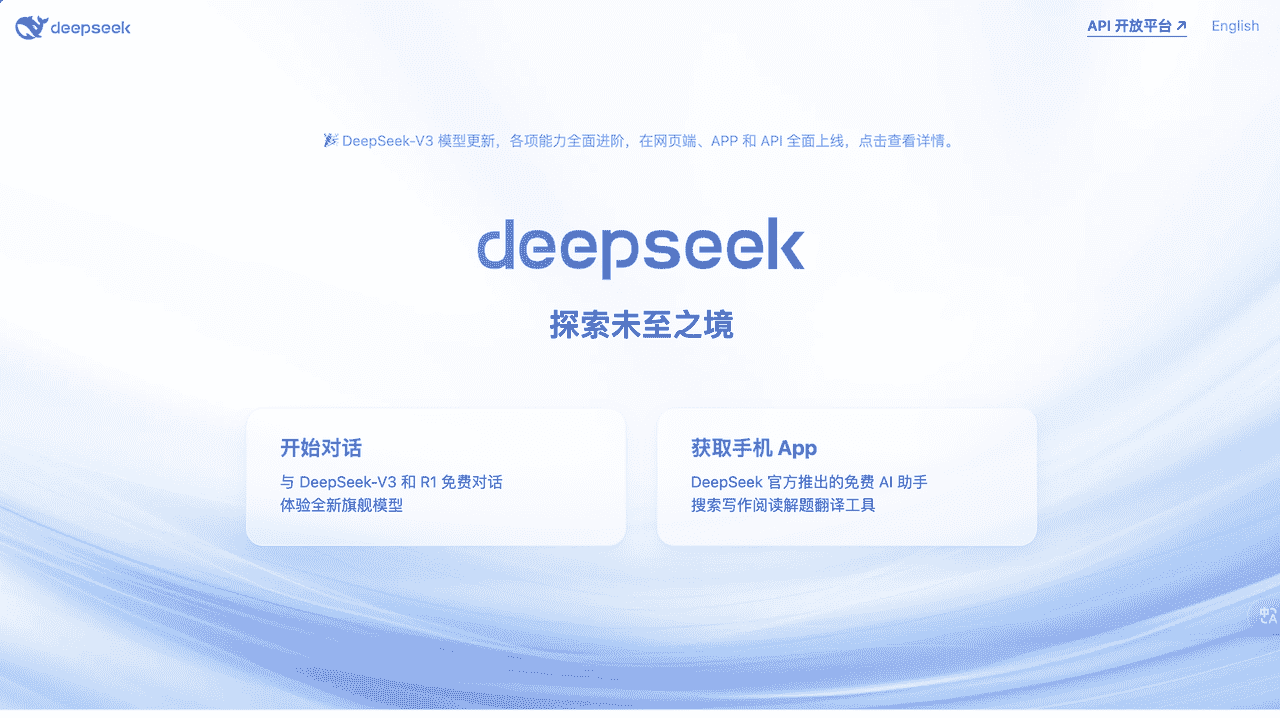 deepseek
API 开放平台 ↗
English
🎉 DeepSeek-V3 模型更新，各项能力全面进阶，在网页端、APP 和 API 全面上线，点击查看详情。
deepseek
探索未至之境
开始对话
与 DeepSeek-V3 和 R1 免费对话
体验全新旗舰模型
获取手机 App
DeepSeek 官方推出的免费 AI 助手
搜索写作阅读解题翻译工具
中
A